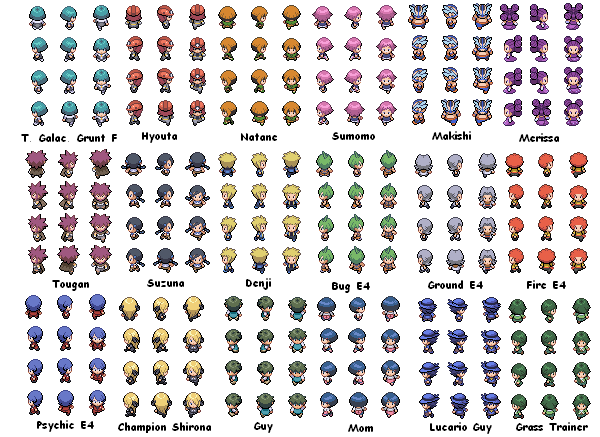 T. Galac. Grunt F Hyouta Natane Sumomo Makishi Merissa
Tougan Suzuna Denji Bug E4 Ground E4 Fire E4
Psychic E4 Champion Shirona Guy Mom Lucario Guy Grass Trainer